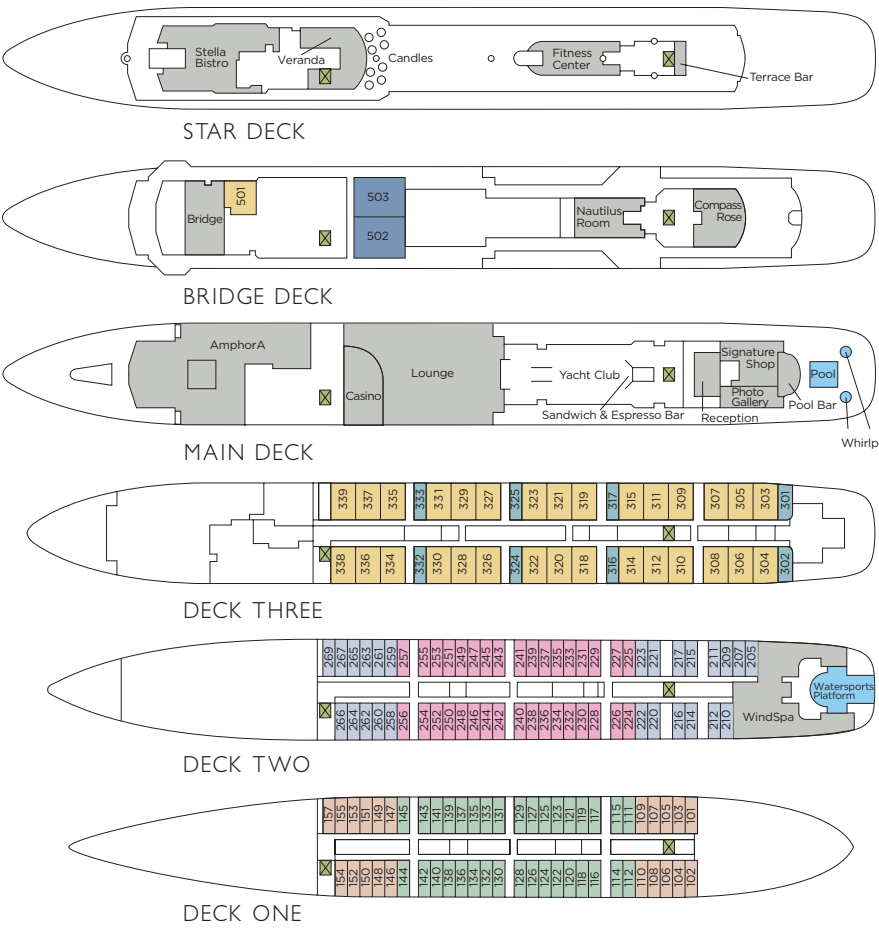 Stella
Bistro
Veranda
Candles
Fitness
Center
Terrace Bar
STAR DECK
501
503
502
Bridge
Nautilus
Room
Compass
Rose
BRIDGE DECK
AmphorA
Casino
Lounge
Yacht Club
Sandwich & Espresso Bar
Signature
Shop
Photo
Gallery
Reception
Pool Bar
Pool
Whirlp
MAIN DECK
339 337 335 333 331 329 327 325 323 321 319 317 315 311 309 307 305 303 301
338 336 334 332 330 328 326 324 322 320 318 316 314 312 310 308 306 304 302
DECK THREE
269 267 265 263 261 259 257 255 253 251 249 247 245 243 241 239 237 235 233 231 229 227 225 223 221 217 215 211 209 207 205
266 264 262 260 258 256 254 252 250 248 246 244 242 240 238 236 234 232 230 228 226 224 222 220 216 214 212 210
WindSpa
Watersports
Platform
DECK TWO
157 155 153 151 149 147 145 143 141 139 137 135 133 131 129 127 125 123 121 119 117 115 111 109 107 105 103 101
154 152 150 148 146 144 142 140 138 136 134 132 130 128 126 124 122 120 118 116 114 112 110 108 106 104 102
DECK ONE